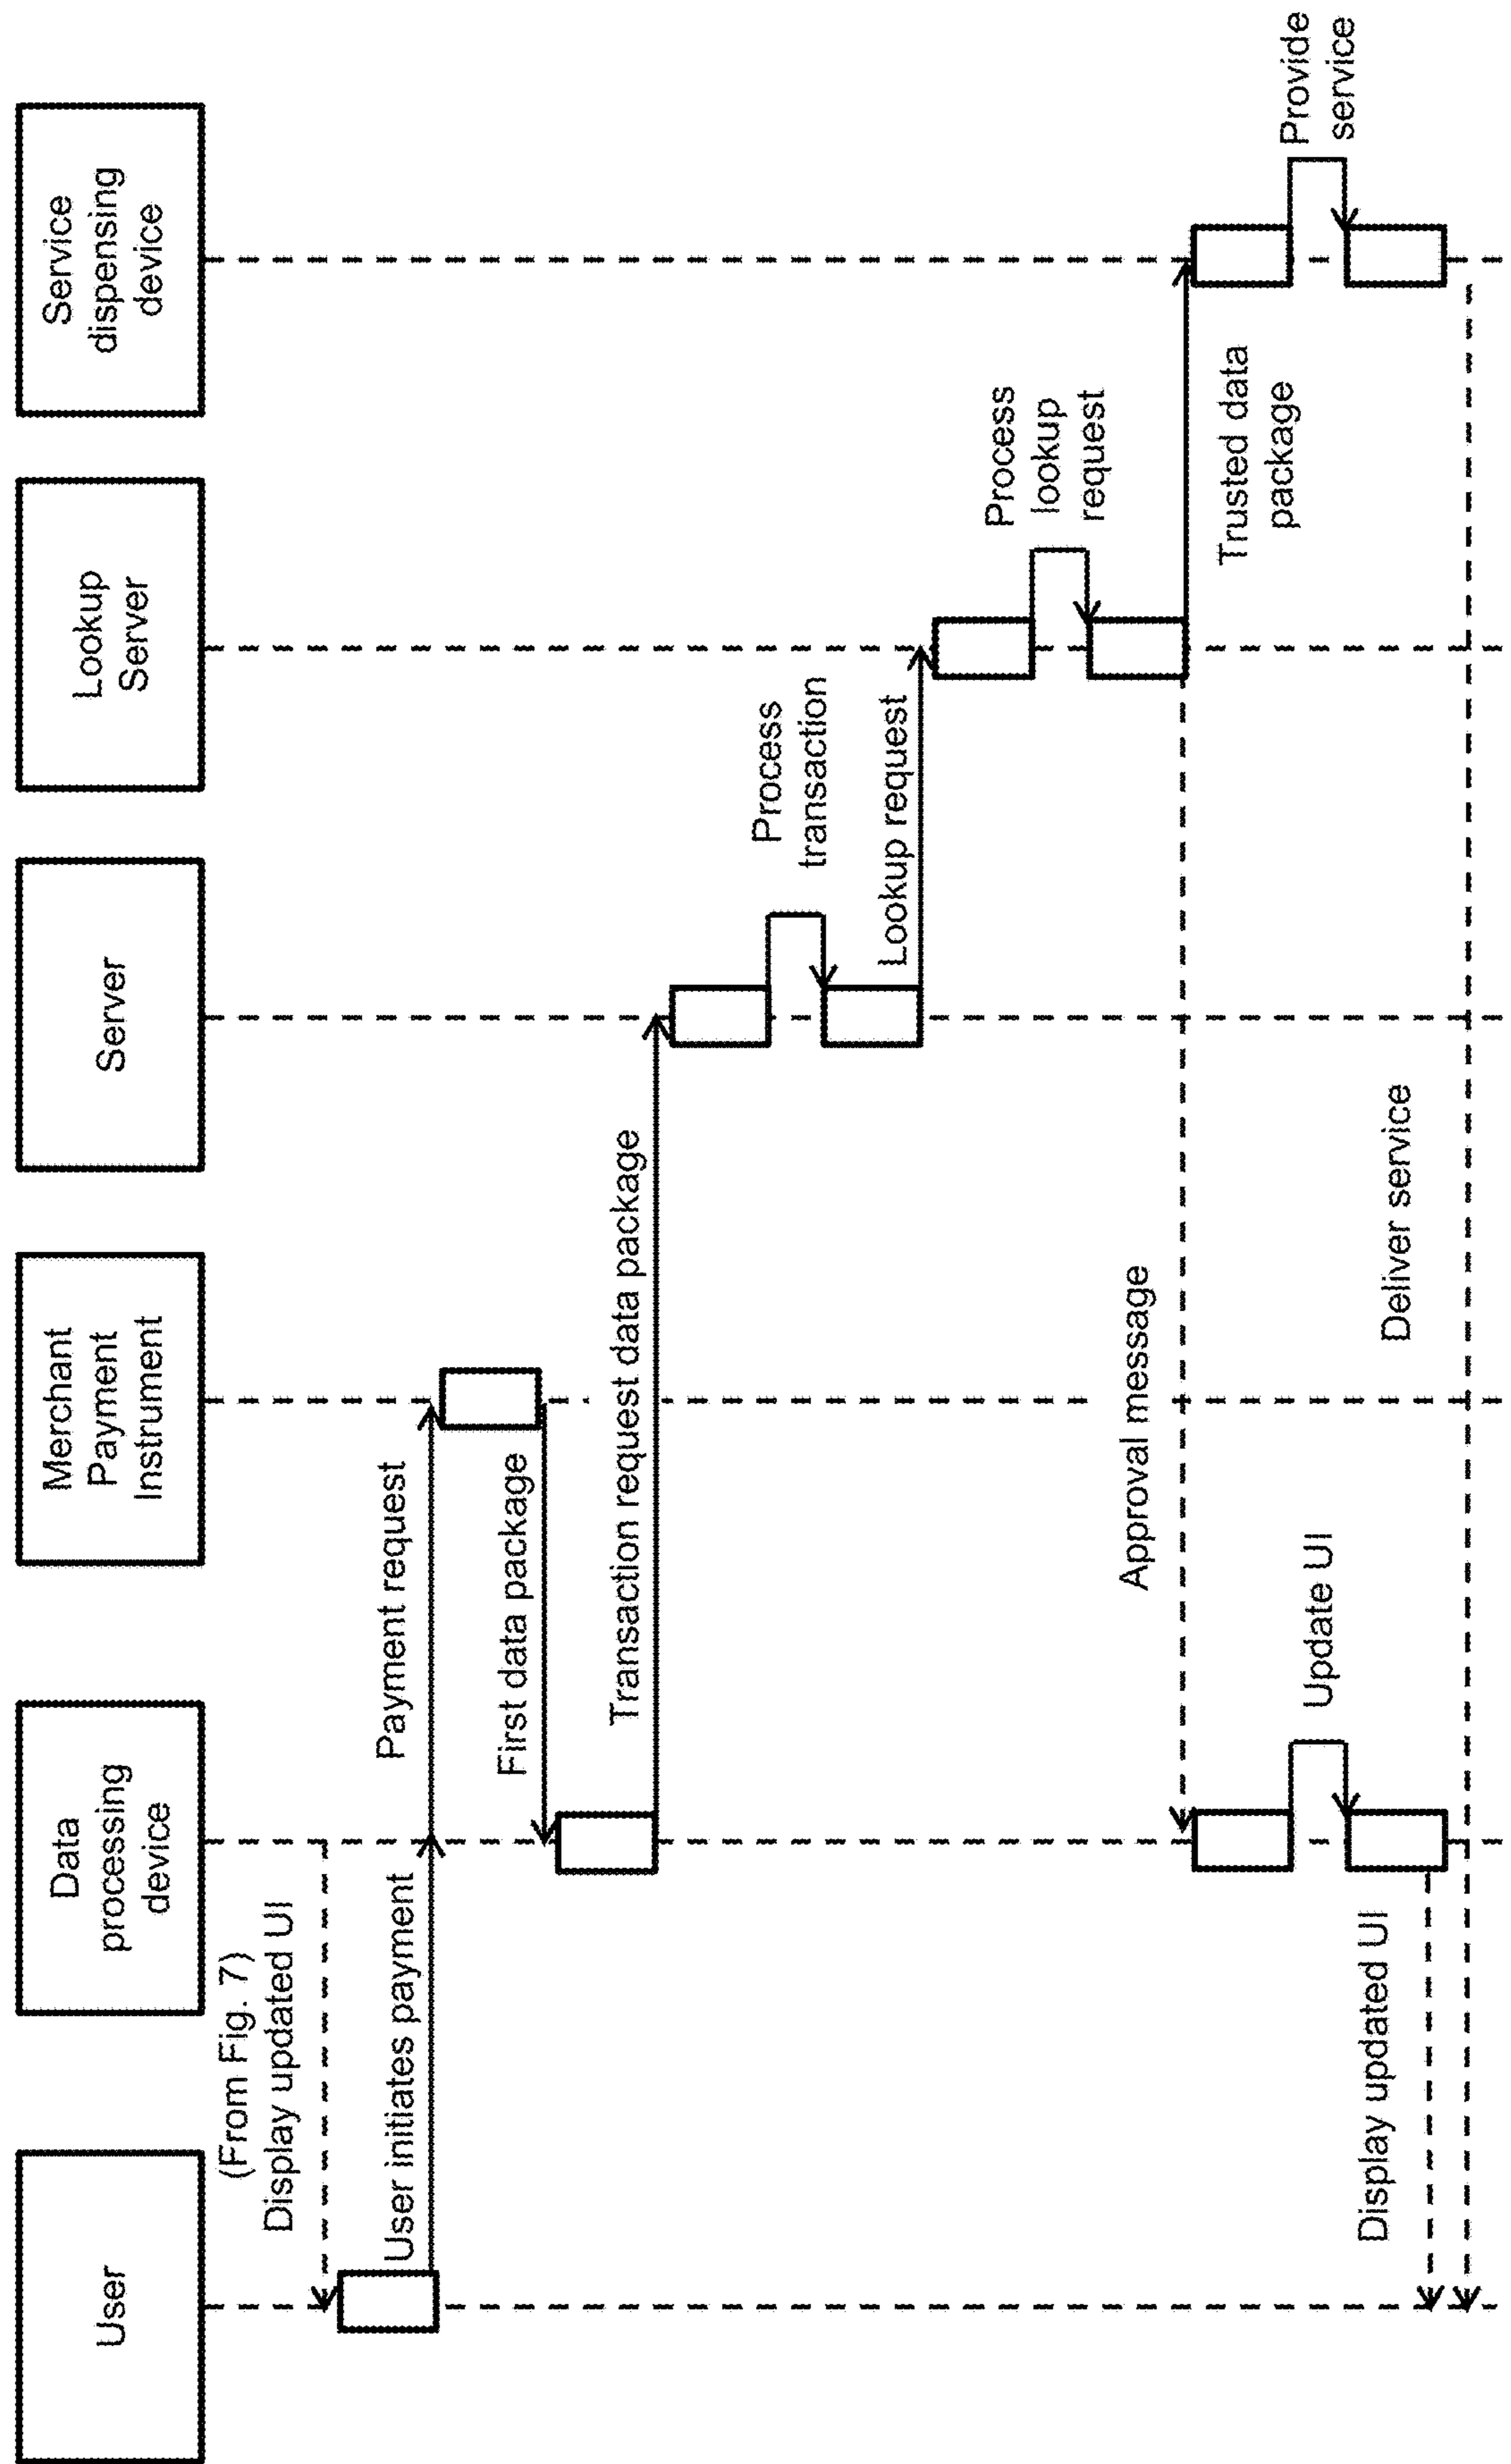 User
Data
processing
device
Merchant
Payment
Instrument
Server
Lookup
Server
Service
dispensing
device
(From Fig. 7)
Display updated UI
User initiates payment
Payment request
First data package
Transaction request data package
Process
transaction
Lookup request
Process
lookup
request
Approval message
Trusted data
package
Update UI
Provide
service
Display updated UI
Deliver service